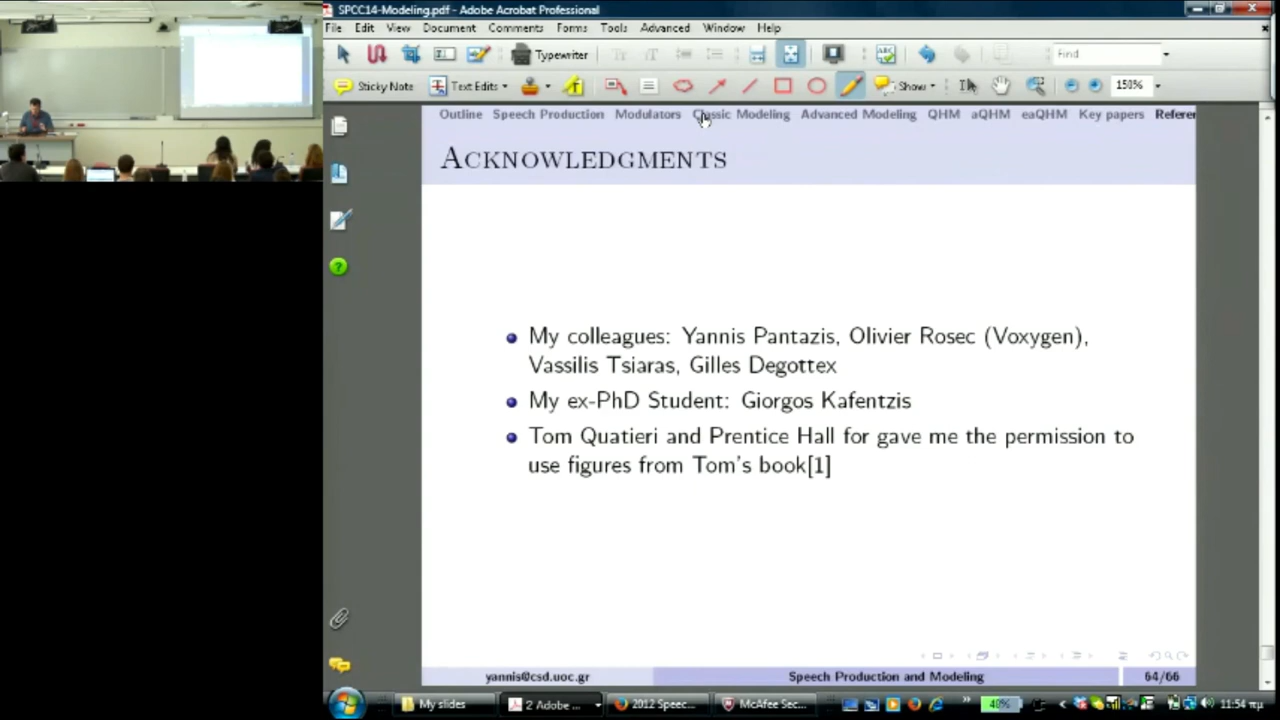 SPCC14-Modeling.pdf - Adobe Acrobat Professional
File Edit View Document Comments Forms Tools Advanced Window Help
Typewriter Find
Sticky Note Text Edits Show 150%
Outline Speech Production Modulators Classic Modeling Advanced Modeling QHM aQHM eaQHM Key papers Referen
ACKNOWLEDGMENTS
My colleagues: Yannis Pantazis, Olivier Rosec (Voxygen),
Vassilis Tsiaras, Gilles Degottex
My ex-PhD Student: Giorgos Kafentzis
Tom Quatieri and Prentice Hall for gave me the permission to
use figures from Tom's book[1]
yannis@csd.uoc.gr Speech Production and Modeling 64/66
My slides 2 Adobe ... 2012 Speec... McAfee Sec... 48% 11:54 πμ